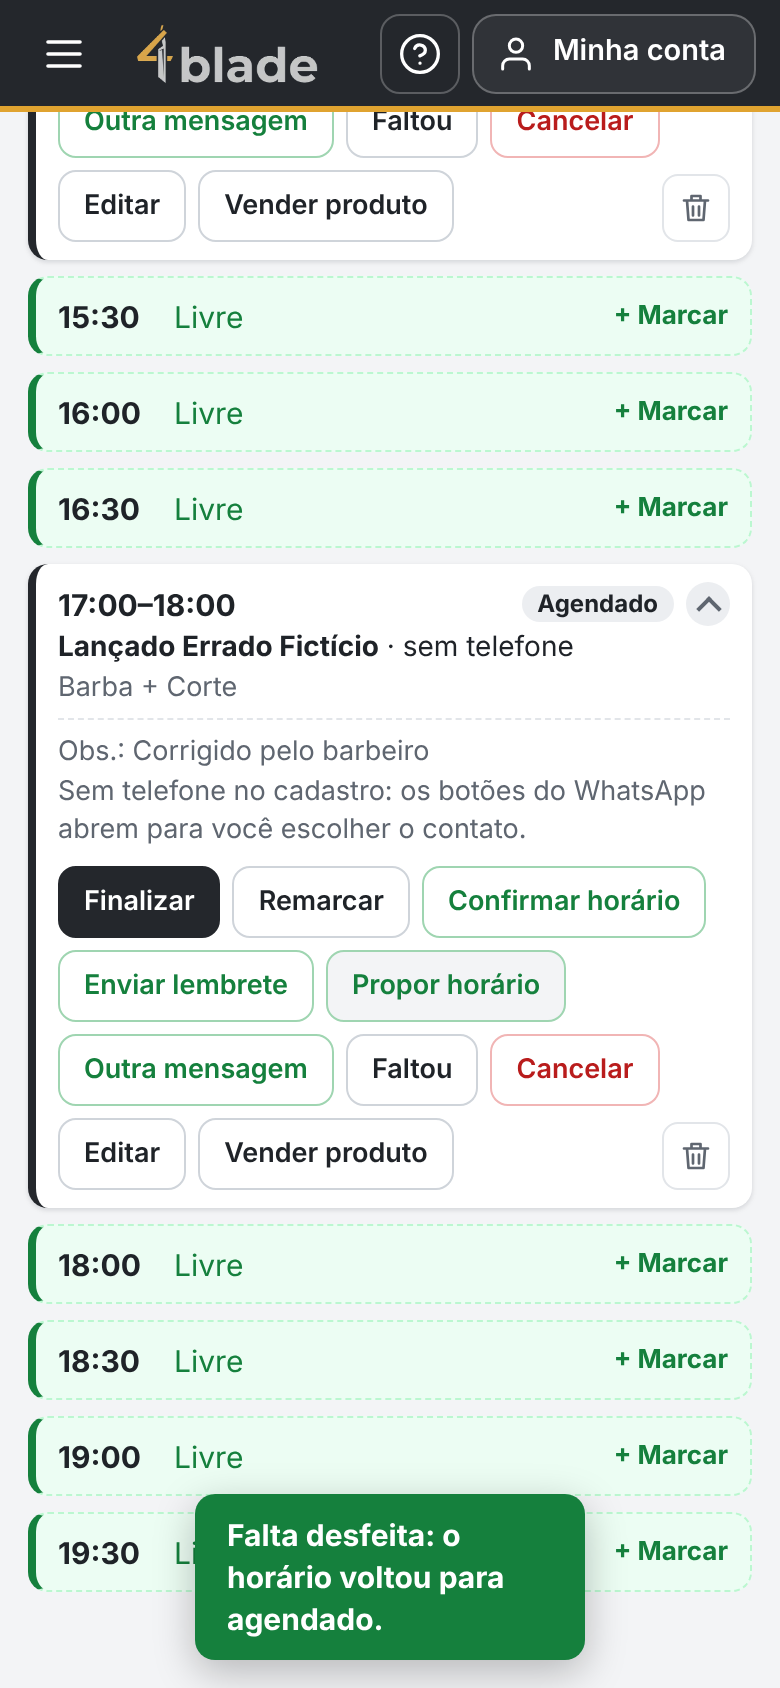 4blade
Minha conta
Outra mensagem Faltou Cancelar
Editar Vender produto
15:30 Livre + Marcar
16:00 Livre + Marcar
16:30 Livre + Marcar
17:00–18:00 Agendado
Lançado Errado Fictício · sem telefone
Barba + Corte
Obs.: Corrigido pelo barbeiro
Sem telefone no cadastro: os botões do WhatsApp
abrem para você escolher o contato.
Finalizar Remarcar Confirmar horário
Enviar lembrete Propor horário
Outra mensagem Faltou Cancelar
Editar Vender produto
18:00 Livre + Marcar
18:30 Livre + Marcar
19:00 Livre + Marcar
19:30 + Marcar
Falta desfeita: o
horário voltou para
agendado.